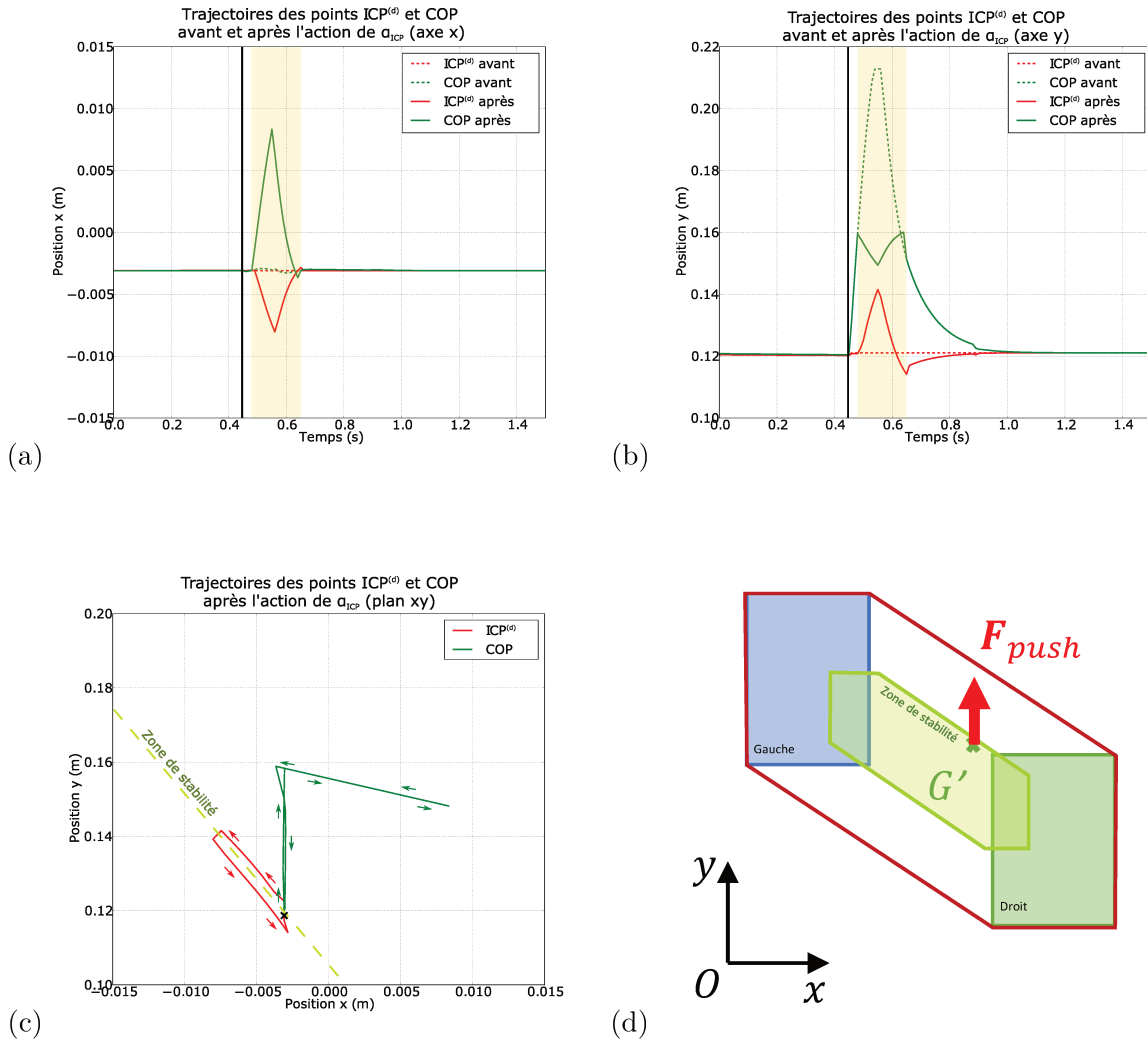 Trajectoires des points ICP⁽ᵈ⁾ et COP
avant et après l'action de α_ICP (axe x)
0.015
0.010
0.005
0.000
−0.005
−0.010
−0.015
Position x (m)
ICP⁽ᵈ⁾ avant
COP avant
ICP⁽ᵈ⁾ après
COP après
0.0 0.2 0.4 0.6 0.8 1.0 1.2 1.4
Temps (s)
(a)
Trajectoires des points ICP⁽ᵈ⁾ et COP
avant et après l'action de α_ICP (axe y)
0.22
0.20
0.18
0.16
0.14
0.12
0.10
Position y (m)
ICP⁽ᵈ⁾ avant
COP avant
ICP⁽ᵈ⁾ après
COP après
0.0 0.2 0.4 0.6 0.8 1.0 1.2 1.4
Temps (s)
(b)
Trajectoires des points ICP⁽ᵈ⁾ et COP
après l'action de α_ICP (plan xy)
0.20
0.18
0.16
0.14
0.12
0.10
Position y (m)
ICP⁽ᵈ⁾
COP
Zone de stabilité
−0.015 −0.010 −0.005 0.000 0.005 0.010 0.015
Position x (m)
(c)
F_push
Zone de stabilité
Gauche
G′
Droit
y
O
x
(d)